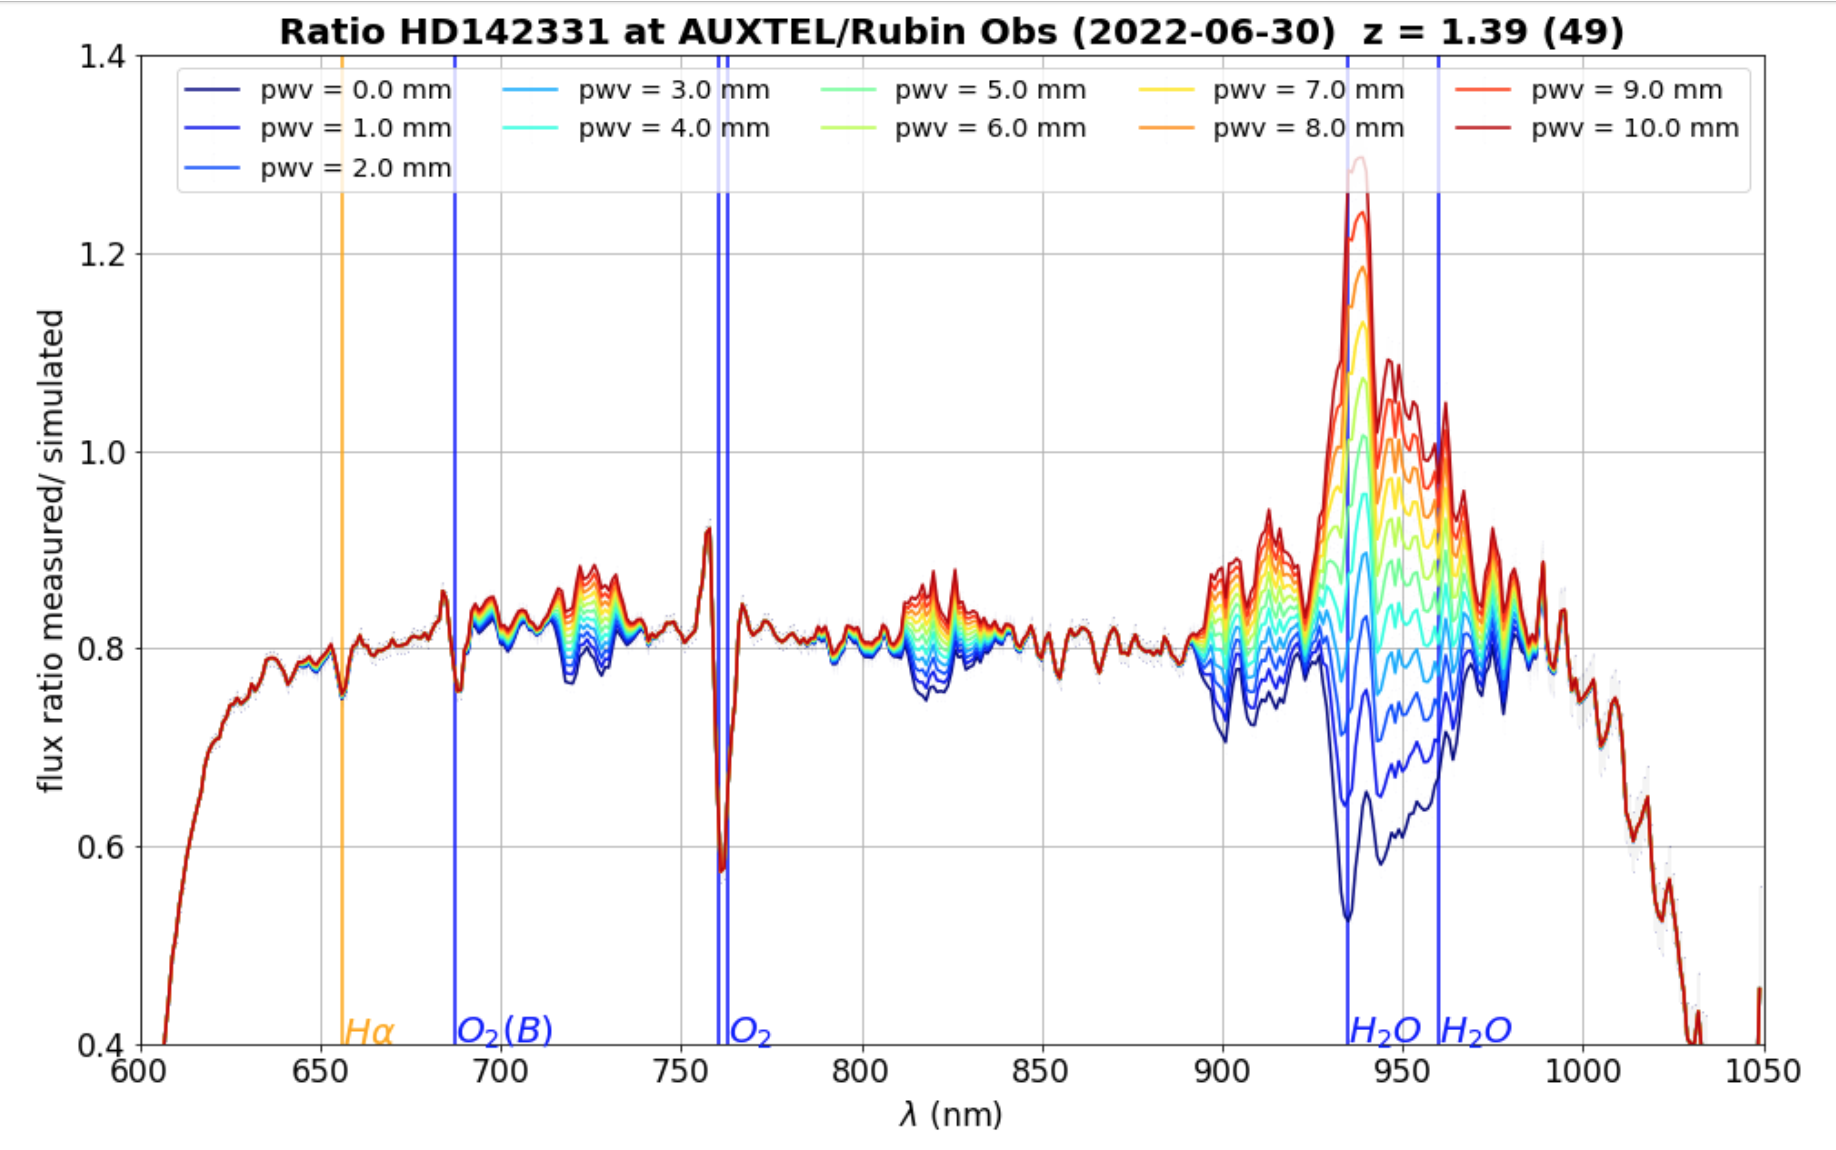 Ratio HD142331 at AUXTEL/Rubin Obs (2022-06-30) z = 1.39 (49)
pwv = 0.0 mm
pwv = 1.0 mm
pwv = 2.0 mm
pwv = 3.0 mm
pwv = 4.0 mm
pwv = 5.0 mm
pwv = 6.0 mm
pwv = 7.0 mm
pwv = 8.0 mm
pwv = 9.0 mm
pwv = 10.0 mm
flux ratio measured/ simulated
1.4
1.2
1.0
0.8
0.6
0.4
Hα
O₂(B)
O₂
H₂O
H₂O
600 650 700 750 800 850 900 950 1000 1050
λ (nm)